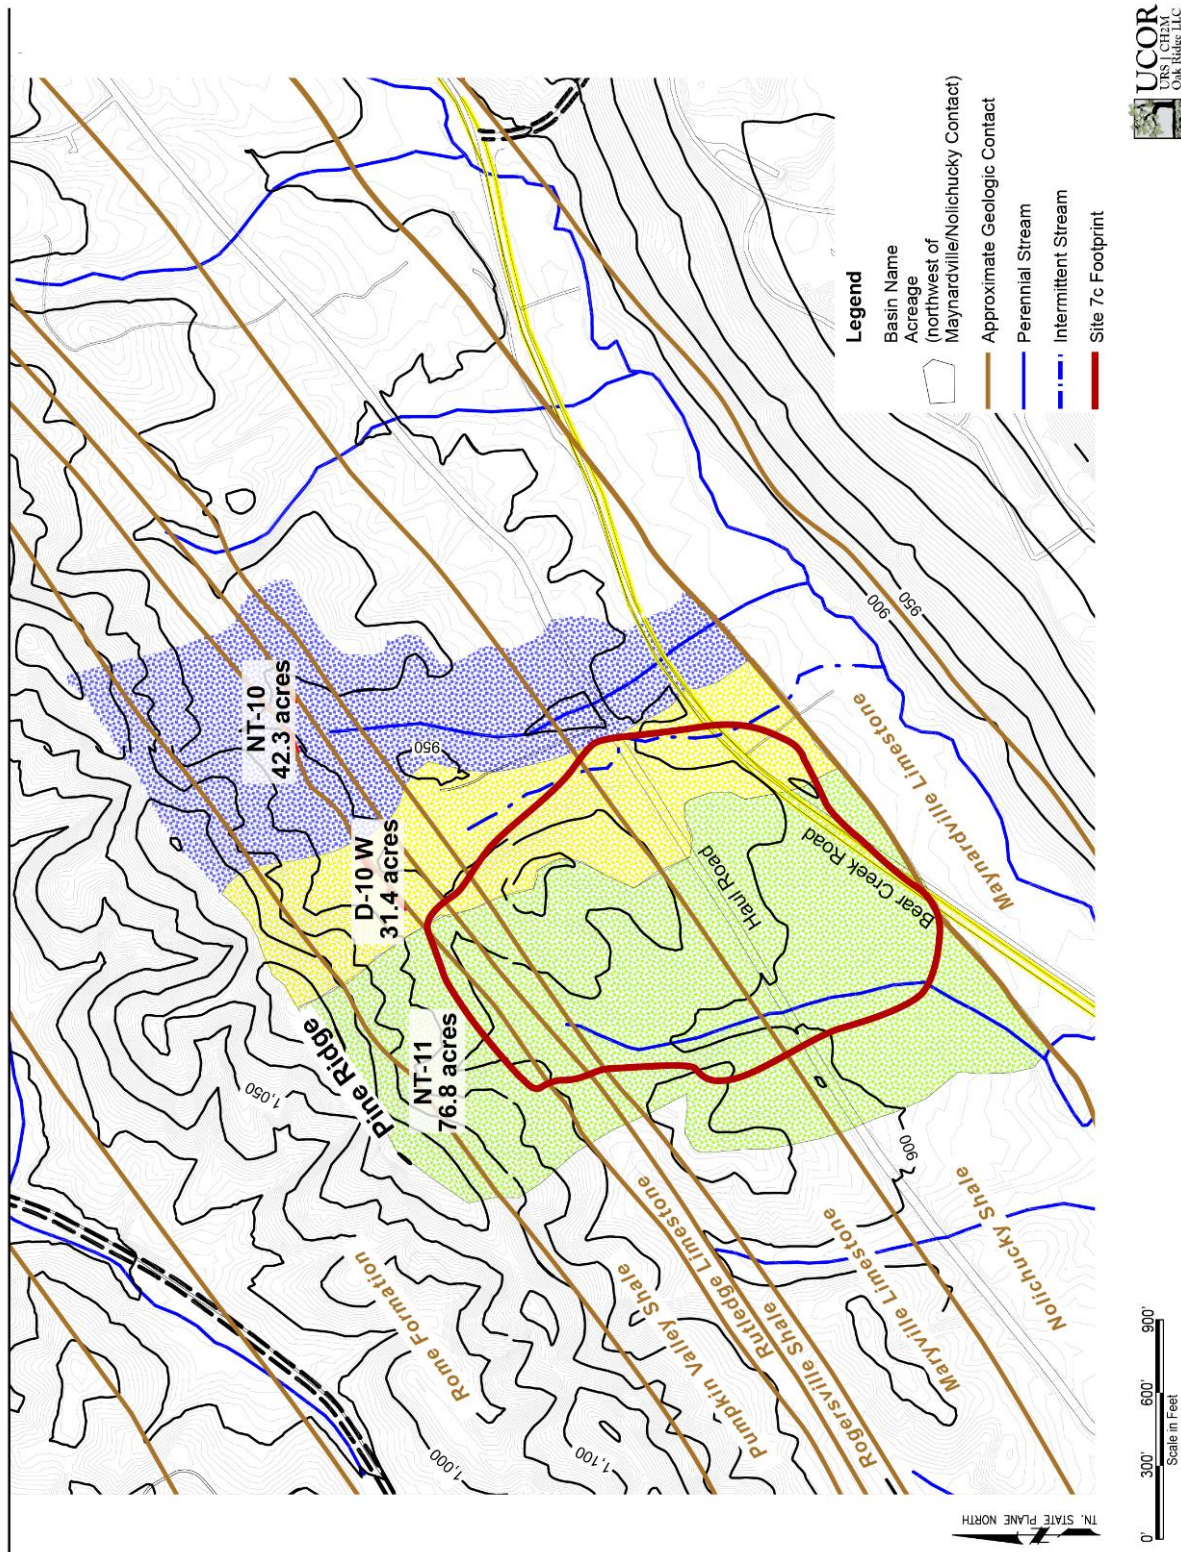 Pine Ridge
NT-10
42.3 acres
D-10 W
31.4 acres
NT-11
76.8 acres
1,050
950
1,000
1,100
900
900
950
Haul Road
Bear Creek Road
Rome Formation
Pumpkin Valley Shale
Rutledge Limestone
Rogersville Shale
Maryville Limestone
Nolichucky Shale
Maynardville Limestone
Legend
Basin Name
Acreage
(northwest of
Maynardville/Nolichucky Contact)
Approximate Geologic Contact
Perennial Stream
Intermittent Stream
Site 7c Footprint
TN. STATE PLANE NORTH
0' 300' 600' 900'
Scale in Feet
UCOR
URS | CH2M
Oak Ridge LLC